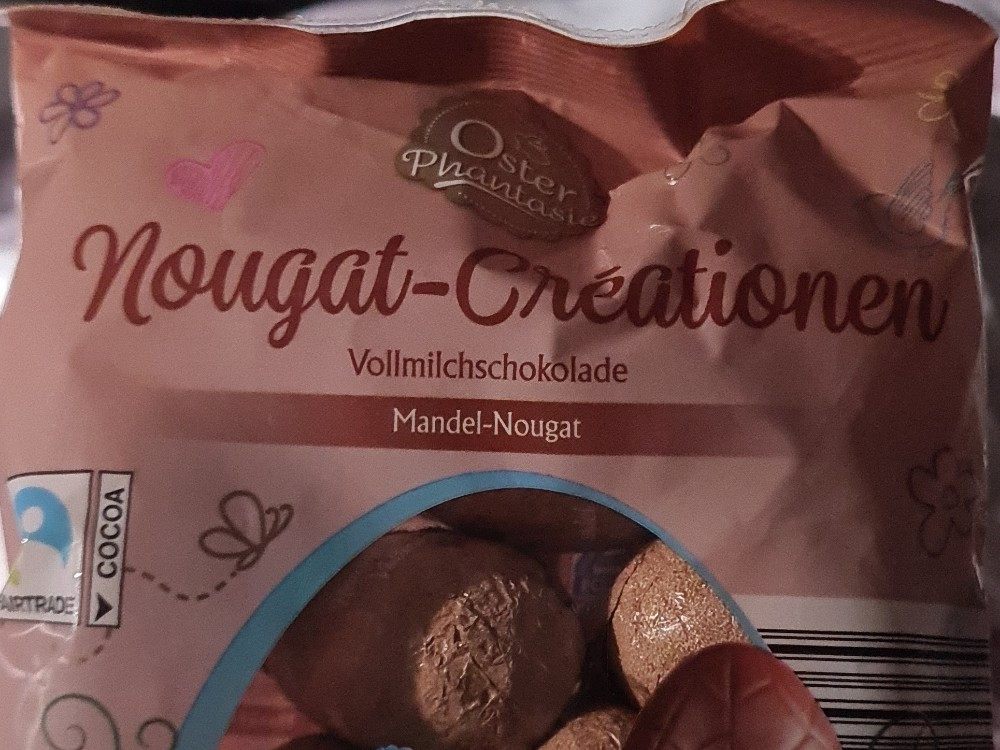 Oster
Phantasie
Nougat-Créationen
Vollmilchschokolade
Mandel-Nougat
COCOA
FAIRTRADE